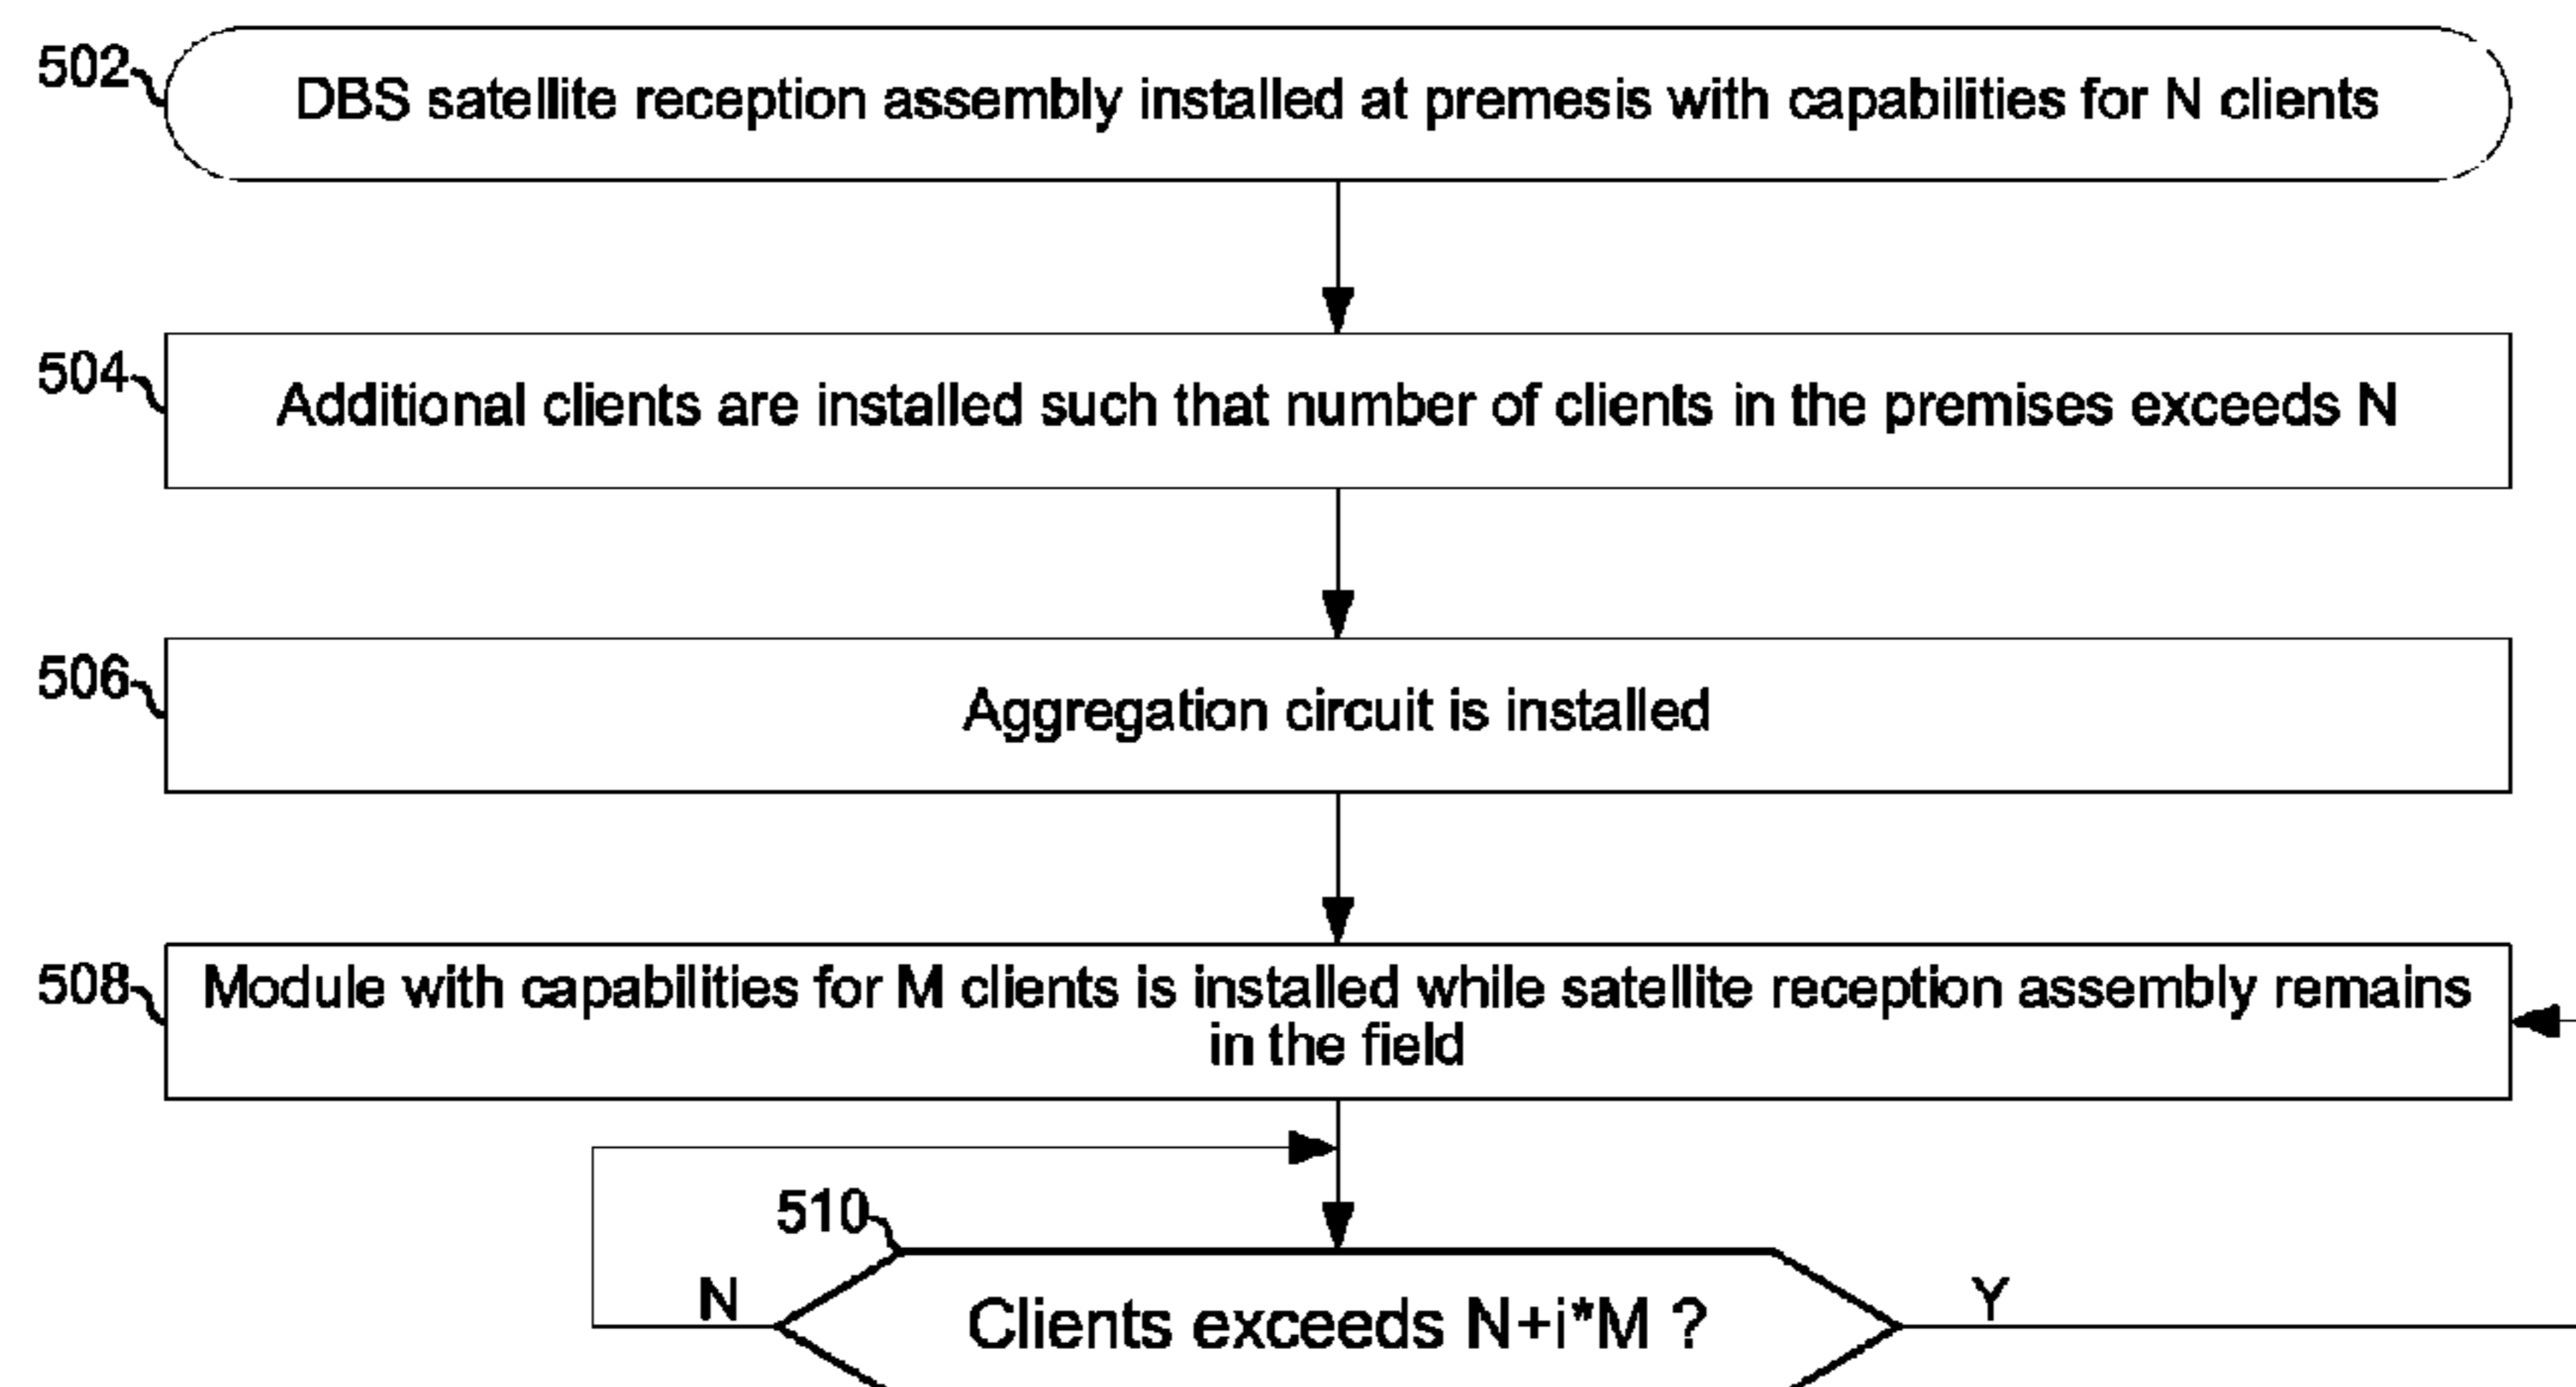 502
DBS satellite reception assembly installed at premesis with capabilities for N clients
504
Additional clients are installed such that number of clients in the premises exceeds N
506
Aggregation circuit is installed
508
Module with capabilities for M clients is installed while satellite reception assembly remains
in the field
510
N
Clients exceeds N+i*M ?
Y